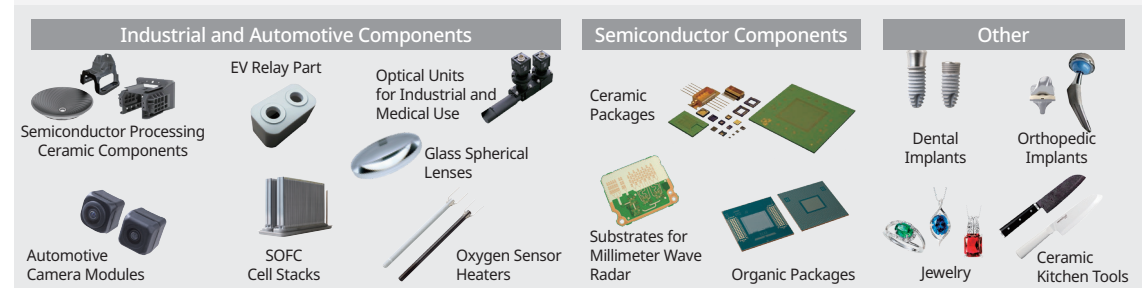 Industrial and Automotive Components
Semiconductor Processing
Ceramic Components
EV Relay Part
Optical Units
for Industrial and
Medical Use
Glass Spherical
Lenses
Automotive
Camera Modules
SOFC
Cell Stacks
Oxygen Sensor
Heaters
Semiconductor Components
Ceramic
Packages
Substrates for
Millimeter Wave
Radar
Organic Packages
Other
Dental
Implants
Orthopedic
Implants
Jewelry
Ceramic
Kitchen Tools